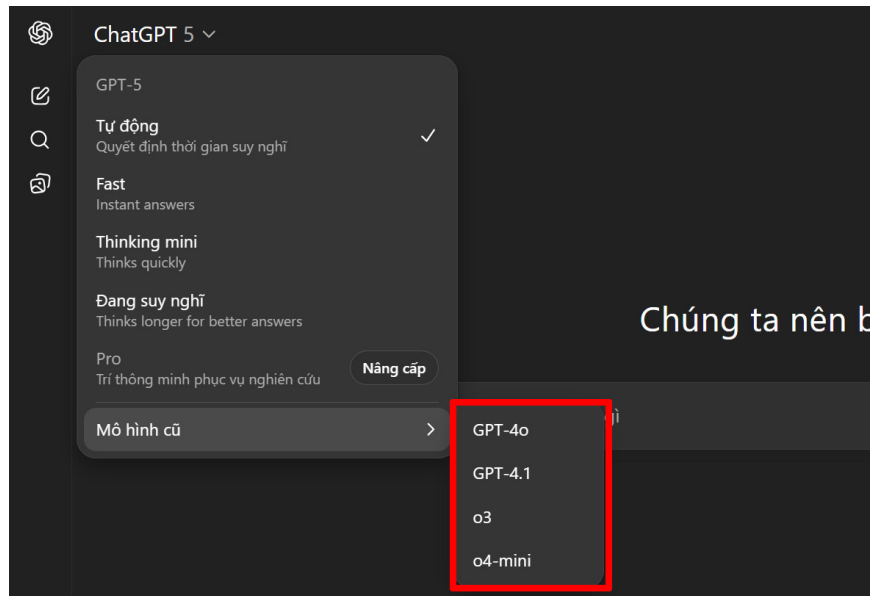 ChatGPT 5
GPT-5
Tự động
Quyết định thời gian suy nghĩ
Fast
Instant answers
Thinking mini
Thinks quickly
Đang suy nghĩ
Thinks longer for better answers
Pro
Trí thông minh phục vụ nghiên cứu
Nâng cấp
Mô hình cũ
GPT-4o
GPT-4.1
o3
o4-mini
Chúng ta nên b
gì